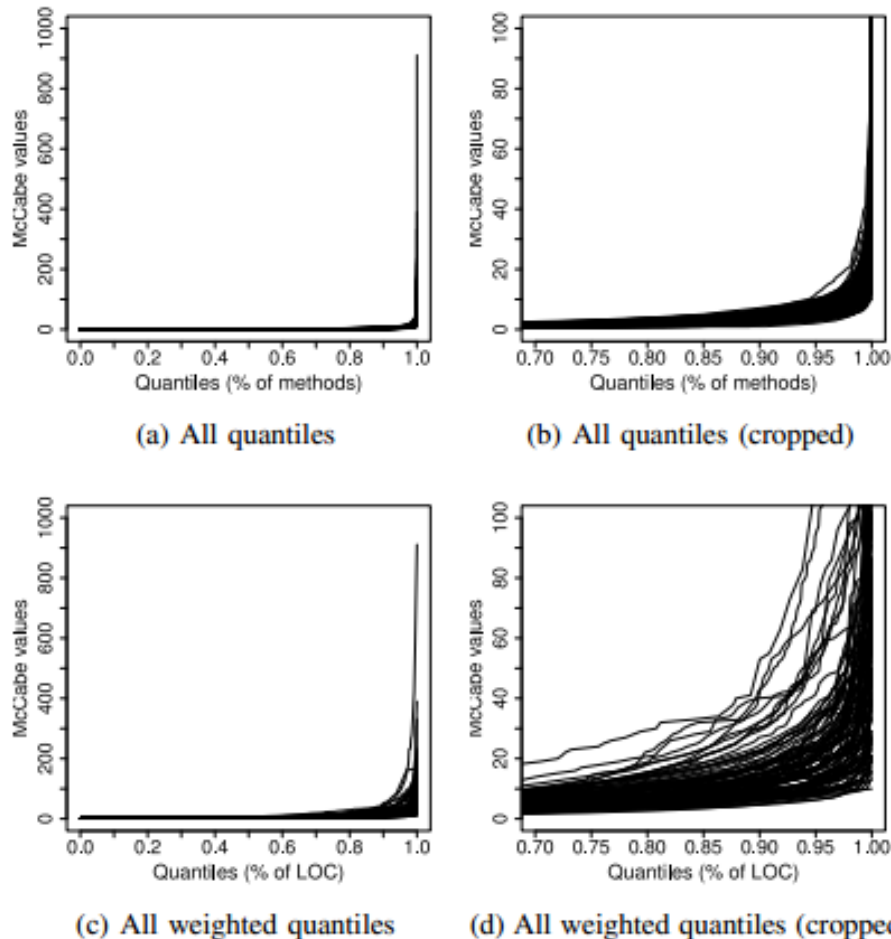 1000
800
600
400
200
0
McCabe values
0.0 0.2 0.4 0.6 0.8 1.0
Quantiles (% of methods)
(a) All quantiles
100
80
60
40
20
0
McCabe values
0.70 0.75 0.80 0.85 0.90 0.95 1.00
Quantiles (% of methods)
(b) All quantiles (cropped)
1000
800
600
400
200
0
McCabe values
0.0 0.2 0.4 0.6 0.8 1.0
Quantiles (% of LOC)
(c) All weighted quantiles
100
80
60
40
20
0
McCabe values
0.70 0.75 0.80 0.85 0.90 0.95 1.00
Quantiles (% of LOC)
(d) All weighted quantiles (croppe